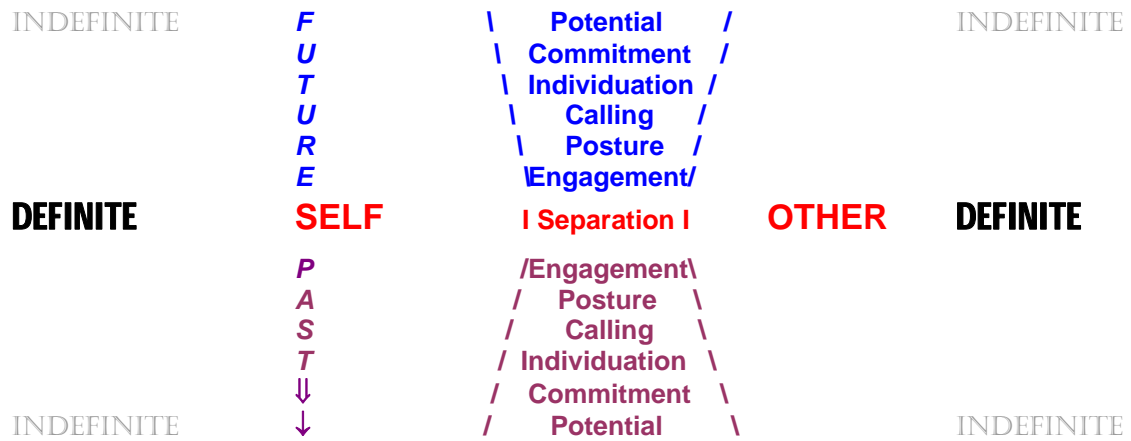 INDEFINITE F \ Potential / INDEFINITE
U \ Commitment /
T \ Individuation /
U \ Calling /
R \ Posture /
E \Engagement/
DEFINITE SELF I Separation I OTHER DEFINITE
P /Engagement\
A / Posture \
S / Calling \
T / Individuation \
⇓ / Commitment \
INDEFINITE ↓ / Potential \ INDEFINITE